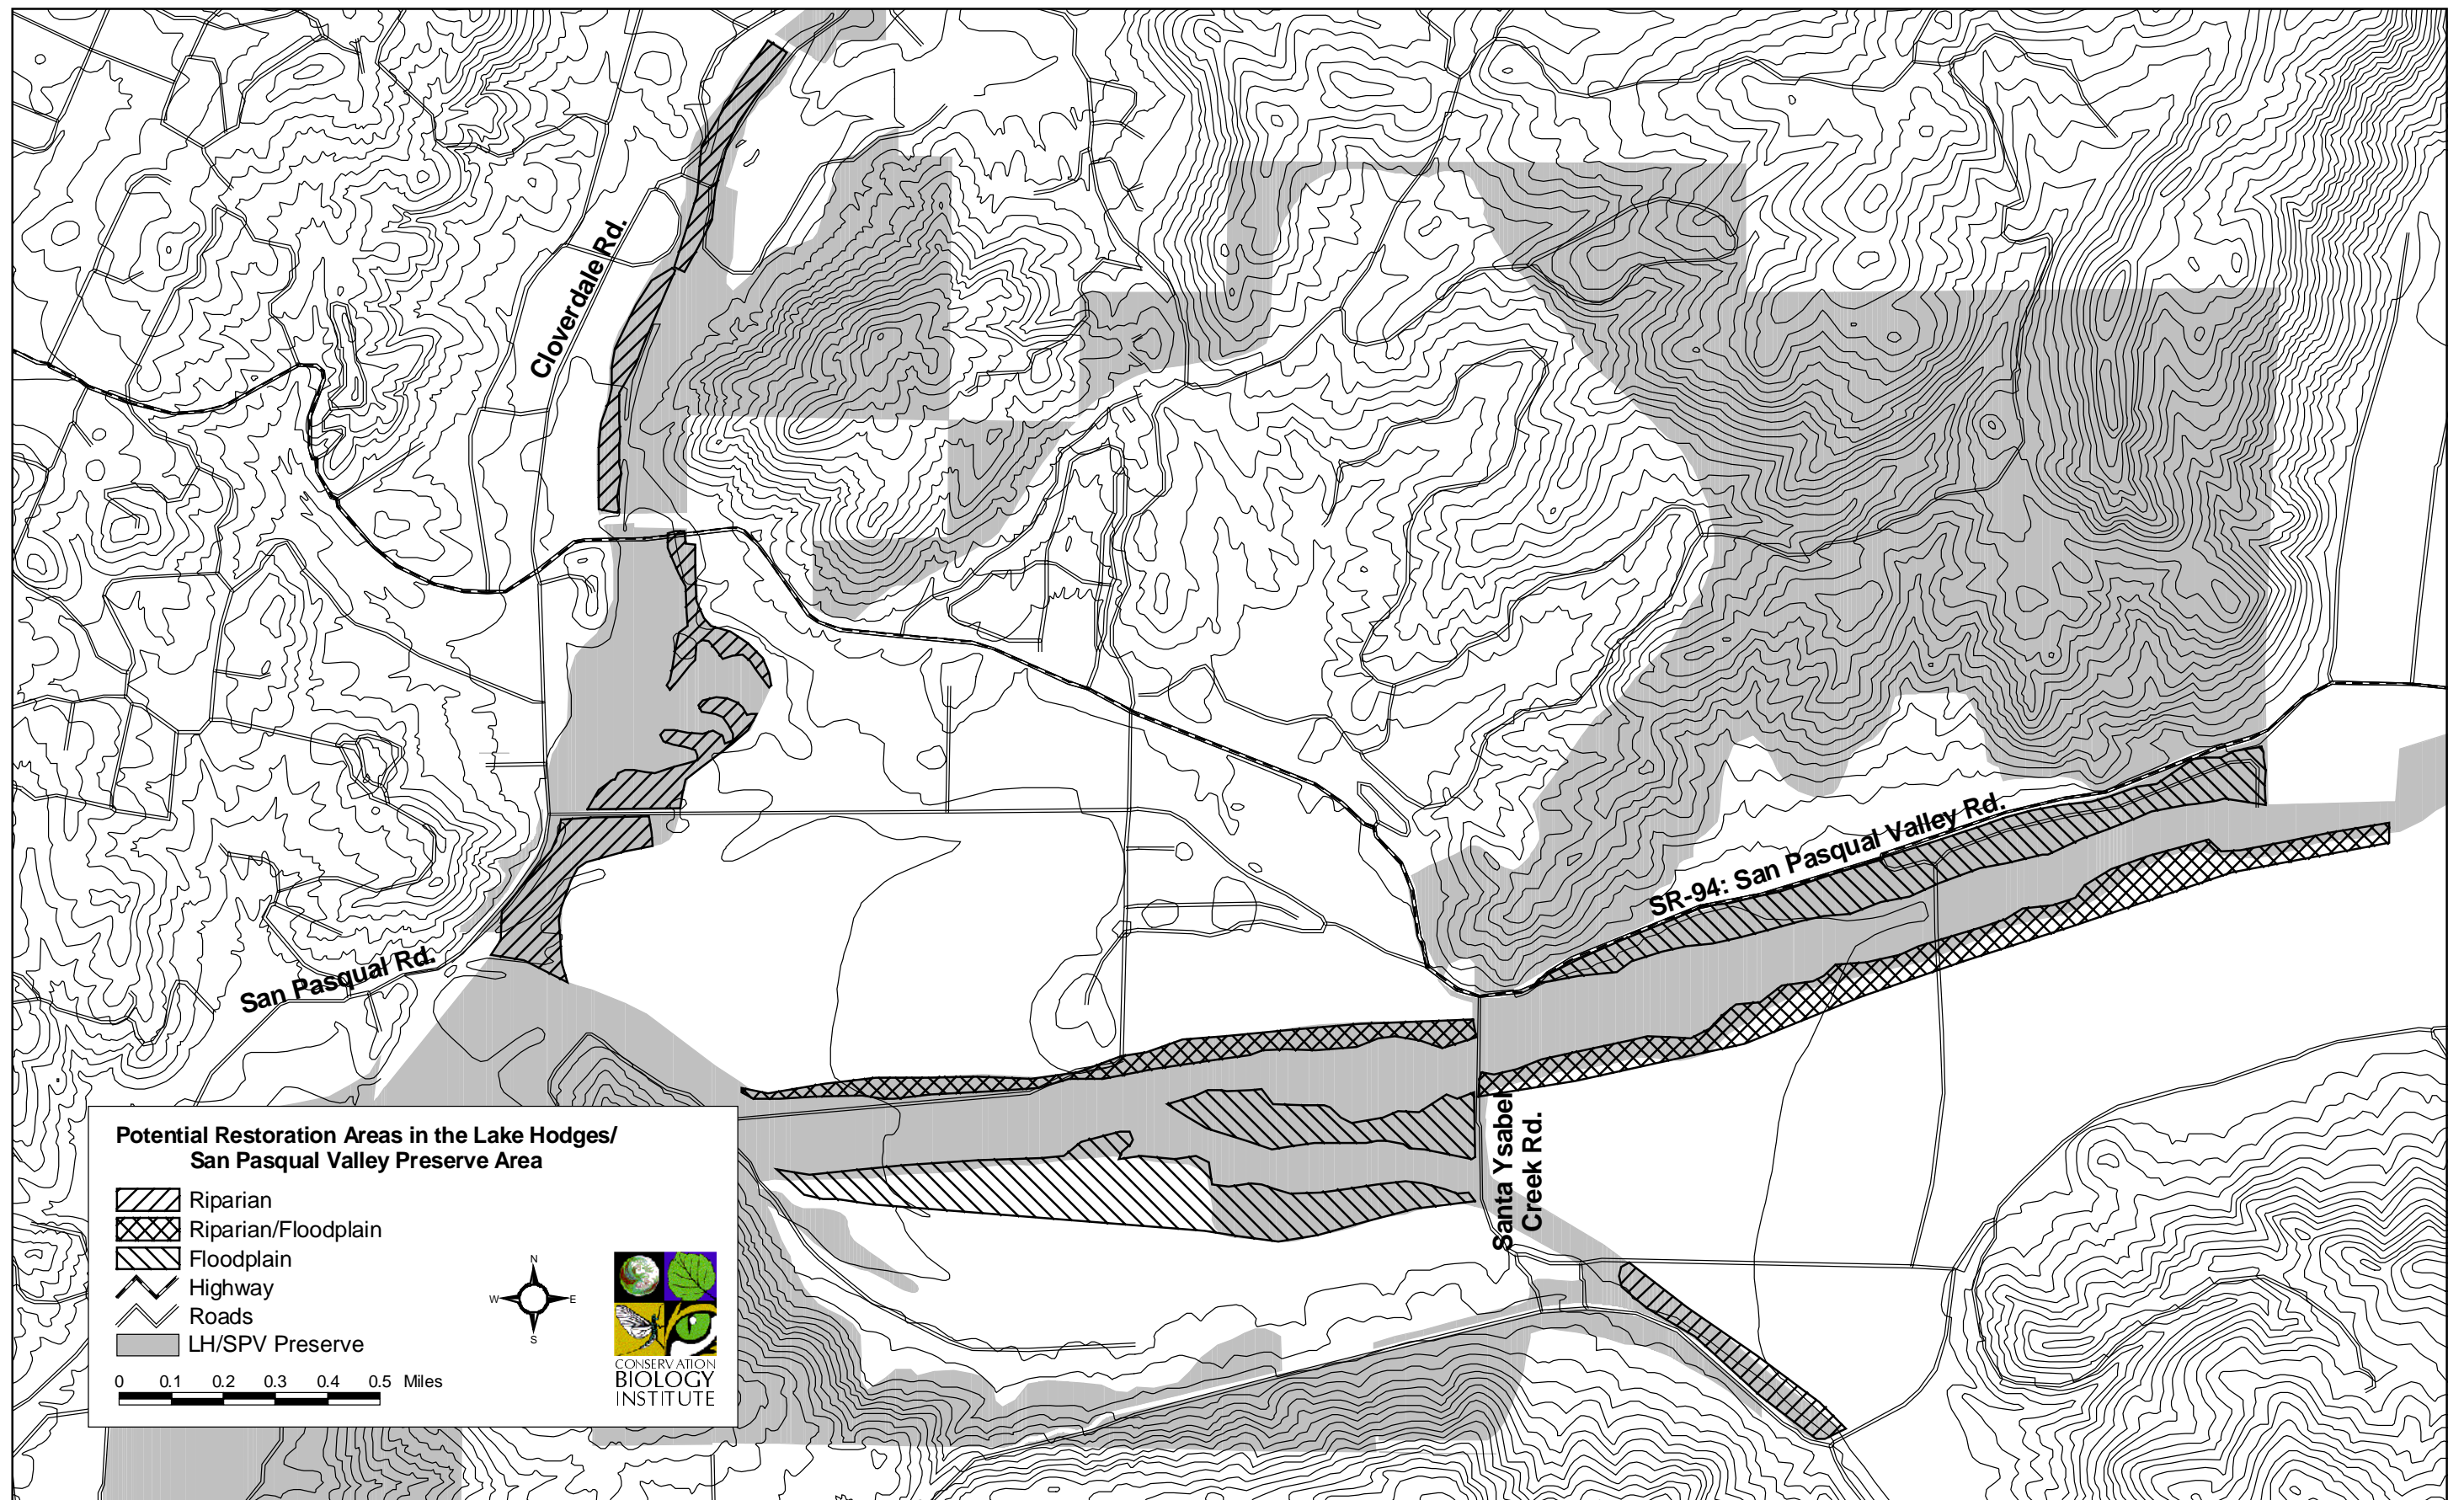 Cloverdale Rd.
SR-94: San Pasqual Valley Rd.
San Pasqual Rd.
Santa Ysabel
Creek Rd.
Potential Restoration Areas in the Lake Hodges/
San Pasqual Valley Preserve Area
Riparian
Riparian/Floodplain
Floodplain
Highway
Roads
LH/SPV Preserve
0 0.1 0.2 0.3 0.4 0.5 Miles
N
W E
S
CONSERVATION
BIOLOGY
INSTITUTE